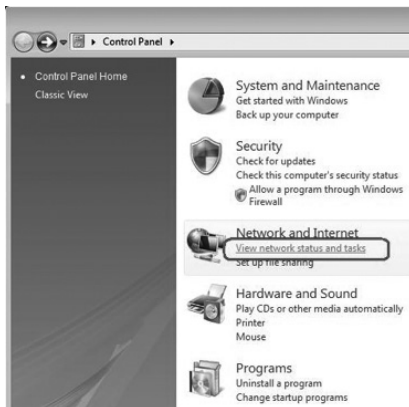 Control Panel
Control Panel Home
Classic View
System and Maintenance
Get started with Windows
Back up your computer
Security
Check for updates
Check this computer's security status
Allow a program through Windows
Firewall
Network and Internet
View network status and tasks
Set up file sharing
Hardware and Sound
Play CDs or other media automatically
Printer
Mouse
Programs
Uninstall a program
Change startup programs